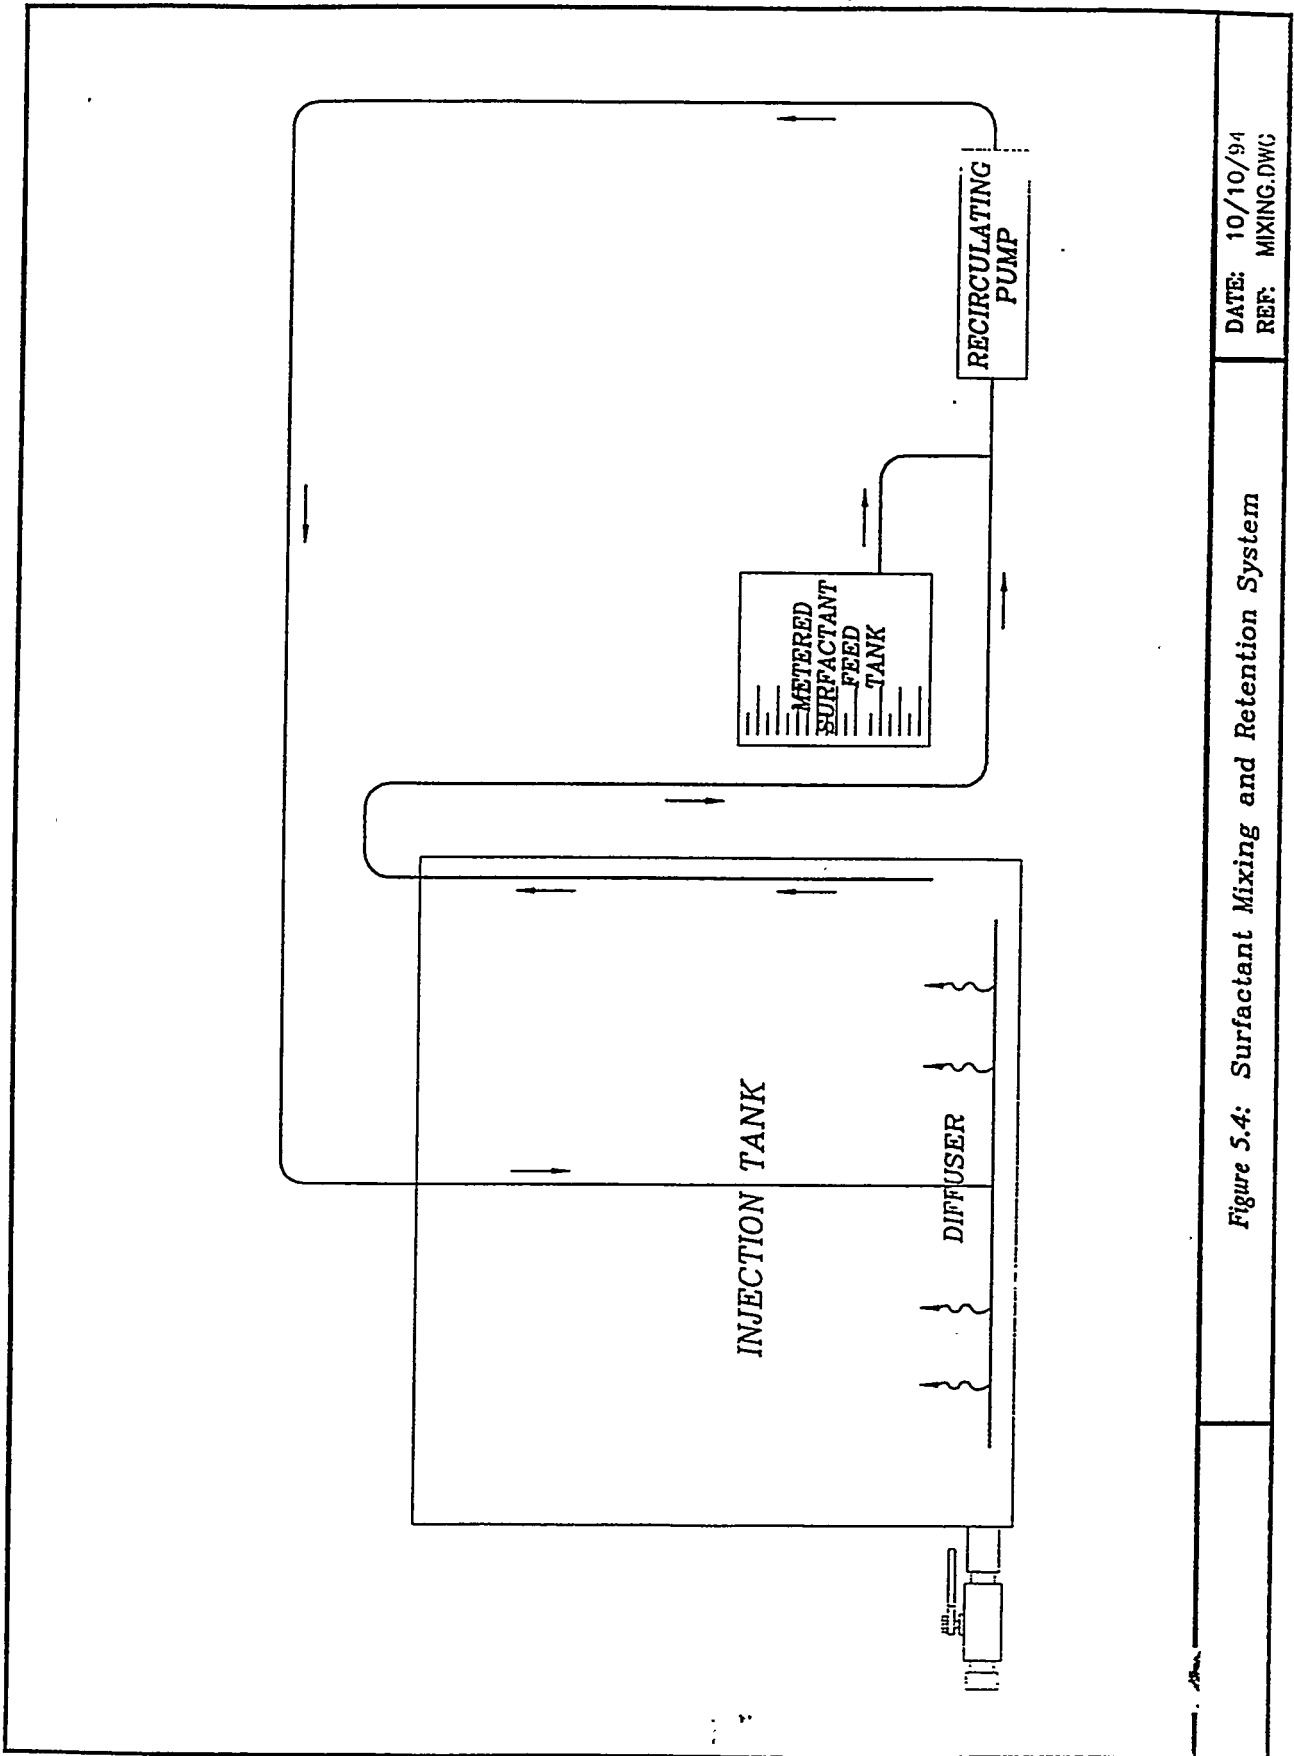 RECIRCULATING
PUMP
METERED
SURFACTANT
FEED
TANK
INJECTION TANK
DIFFUSER
Figure 5.4: Surfactant Mixing and Retention System
DATE: 10/10/94
REF: MIXING.DWG